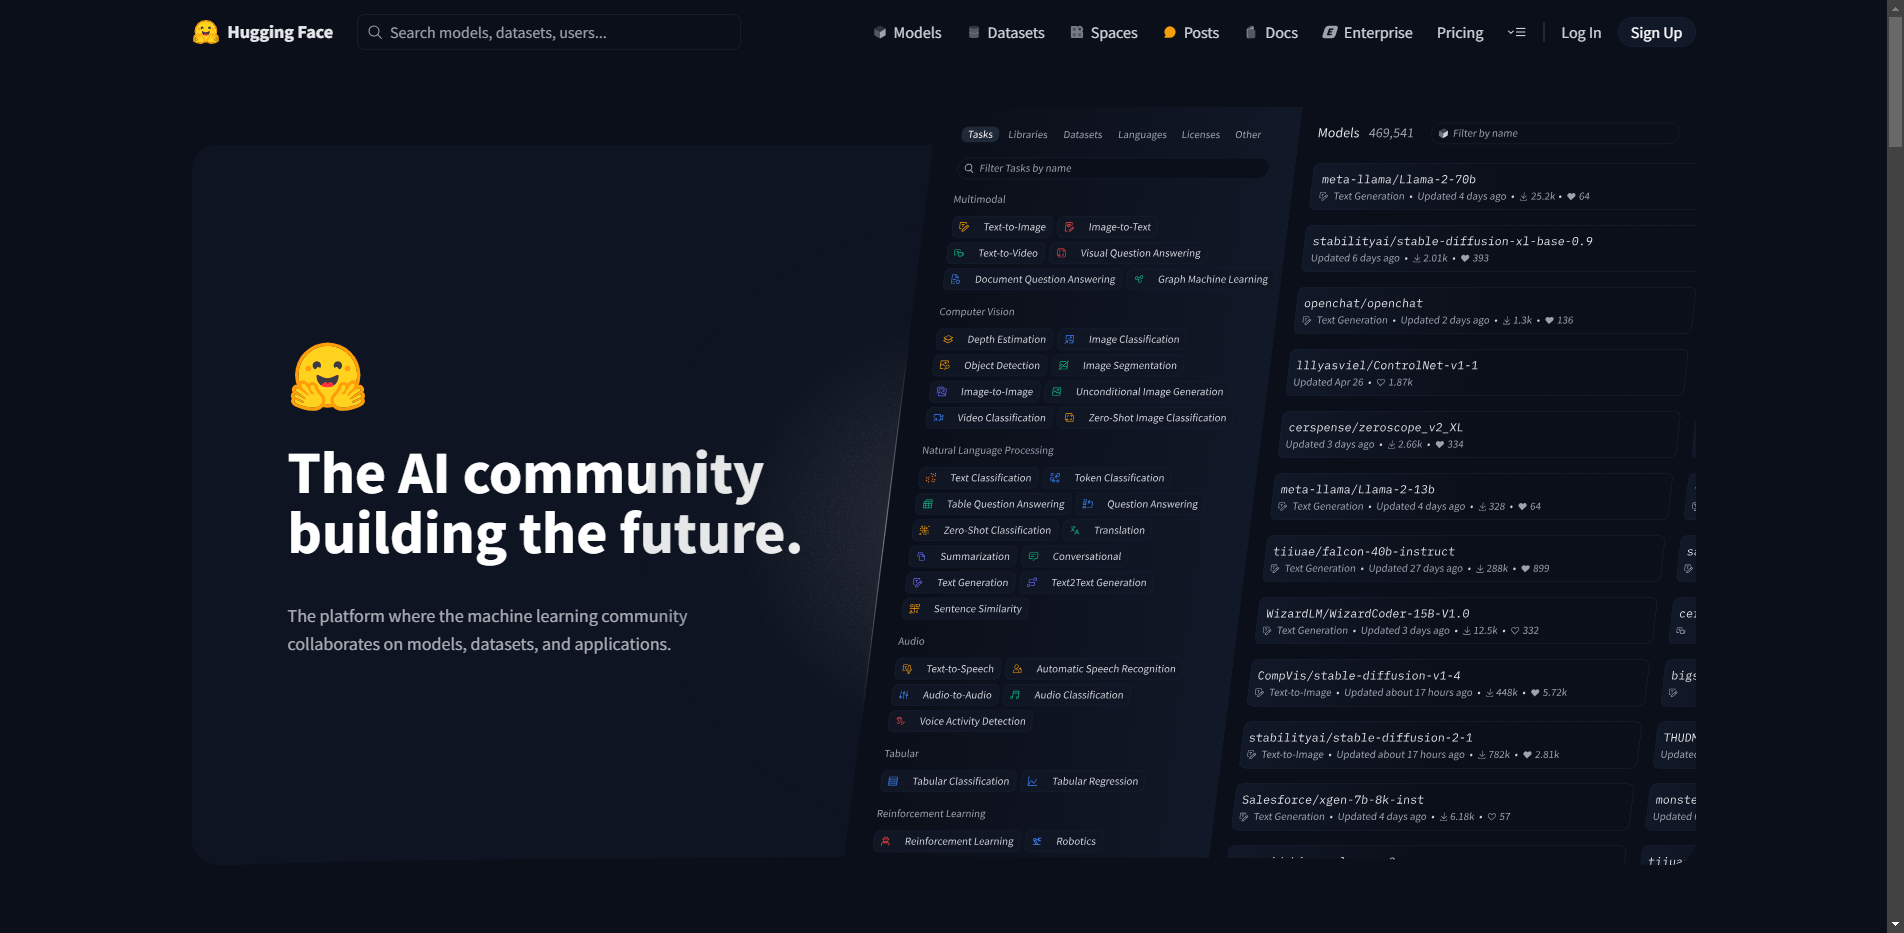 Hugging Face
Search models, datasets, users...
Models
Datasets
Spaces
Posts
Docs
Enterprise
Pricing
Log In
Sign Up
The AI community
building the future.
The platform where the machine learning community
collaborates on models, datasets, and applications.
Tasks Libraries Datasets Languages Licenses Other
Filter Tasks by name
Multimodal
Text-to-Image Image-to-Text
Text-to-Video Visual Question Answering
Document Question Answering Graph Machine Learning
Computer Vision
Depth Estimation Image Classification
Object Detection Image Segmentation
Image-to-Image Unconditional Image Generation
Video Classification Zero-Shot Image Classification
Natural Language Processing
Text Classification Token Classification
Table Question Answering Question Answering
Zero-Shot Classification Translation
Summarization Conversational
Text Generation Text2Text Generation
Sentence Similarity
Audio
Text-to-Speech Automatic Speech Recognition
Audio-to-Audio Audio Classification
Voice Activity Detection
Tabular
Tabular Classification Tabular Regression
Reinforcement Learning
Reinforcement Learning Robotics
Models 469,541 Filter by name
meta-llama/Llama-2-70b
Text Generation • Updated 4 days ago • 25.2k • 64
stabilityai/stable-diffusion-xl-base-0.9
Updated 6 days ago • 2.01k • 393
openchat/openchat
Text Generation • Updated 2 days ago • 1.3k • 136
lllyasviel/ControlNet-v1-1
Updated Apr 26 • 1.87k
cerspense/zeroscope_v2_XL
Updated 3 days ago • 2.66k • 334
meta-llama/Llama-2-13b
Text Generation • Updated 4 days ago • 328 • 64
tiiuae/falcon-40b-instruct
Text Generation • Updated 27 days ago • 288k • 899
WizardLM/WizardCoder-15B-V1.0
Text Generation • Updated 3 days ago • 12.5k • 332
CompVis/stable-diffusion-v1-4
Text-to-Image • Updated about 17 hours ago • 448k • 5.72k
stabilityai/stable-diffusion-2-1
Text-to-Image • Updated about 17 hours ago • 782k • 2.81k
Salesforce/xgen-7b-8k-inst
Text Generation • Updated 4 days ago • 6.18k • 57